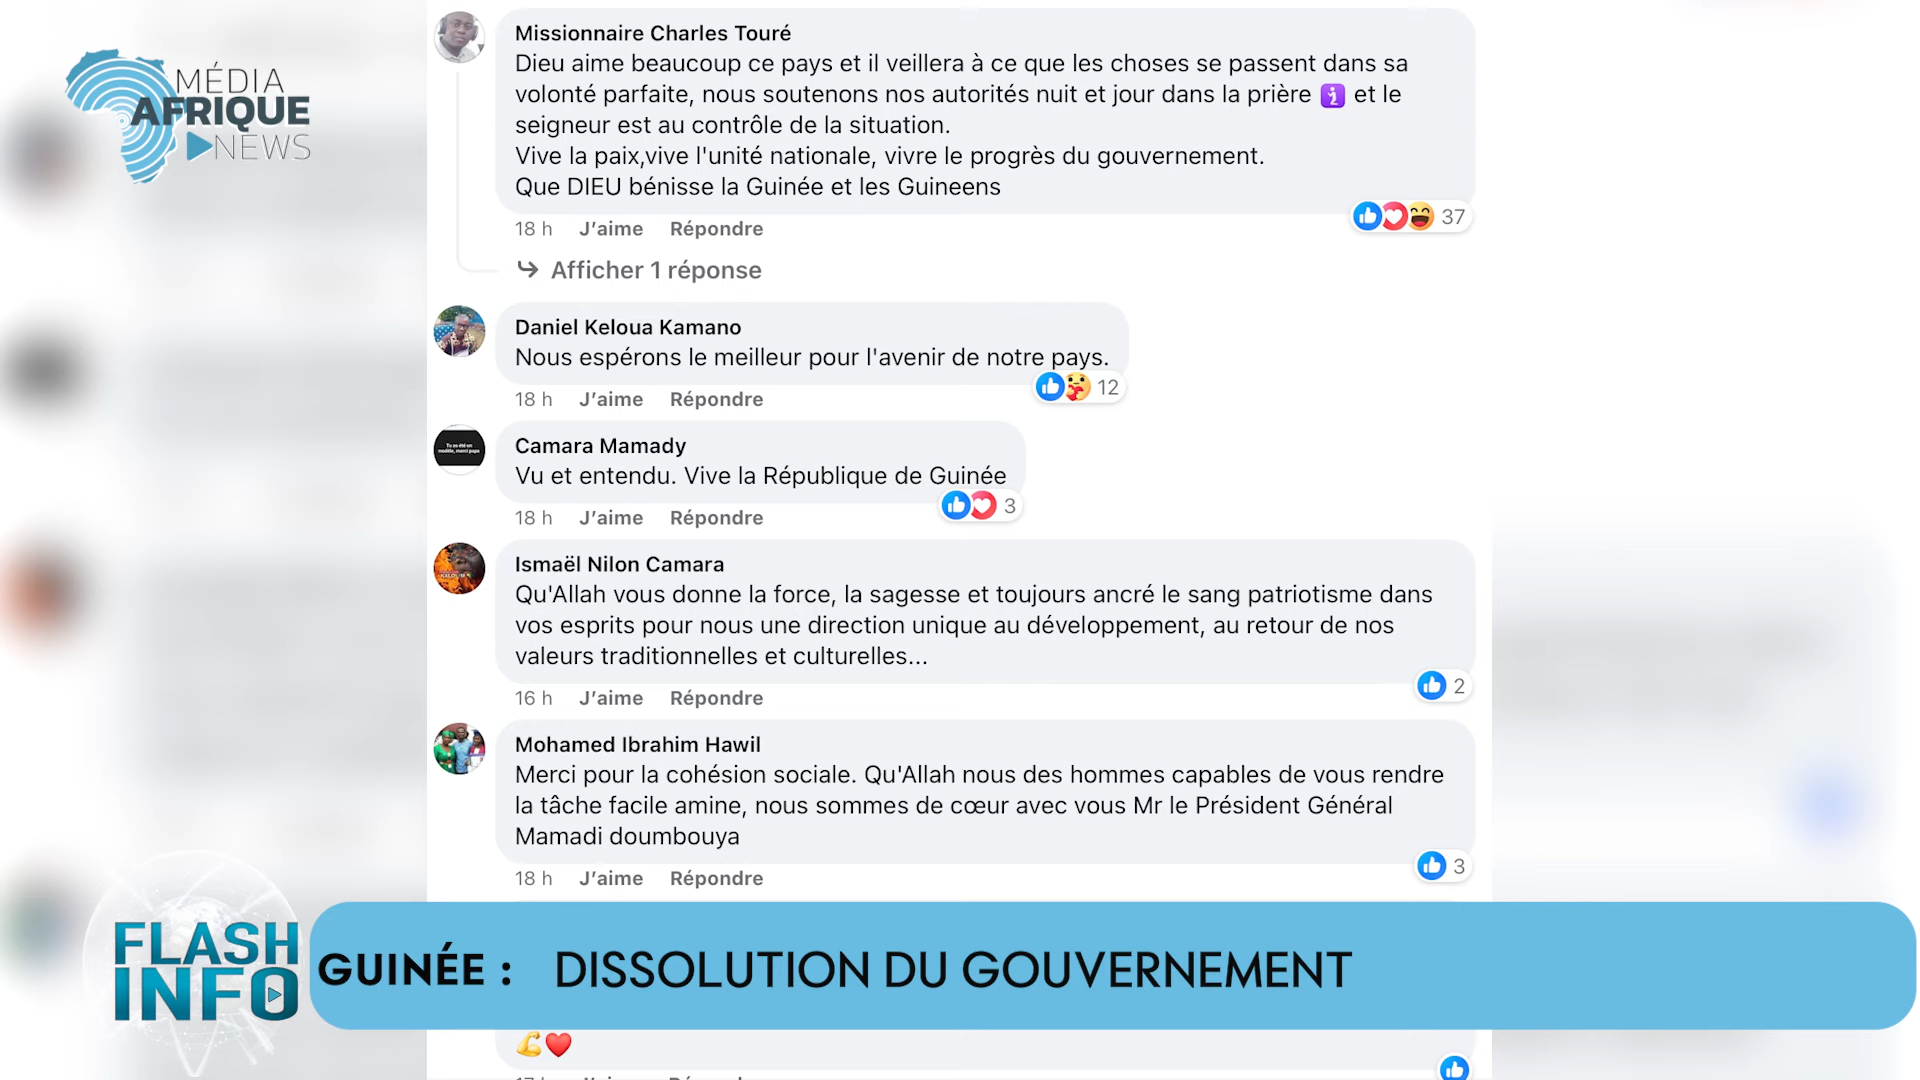 MÉDIA
AFRIQUE
NEWS
Missionnaire Charles Touré
Dieu aime beaucoup ce pays et il veillera à ce que les choses se passent dans sa
volonté parfaite, nous soutenons nos autorités nuit et jour dans la prière et le
seigneur est au contrôle de la situation.
Vive la paix,vive l'unité nationale, vivre le progrès du gouvernement.
Que DIEU bénisse la Guinée et les Guineens
18 h J'aime Répondre 37
Afficher 1 réponse
Daniel Keloua Kamano
Nous espérons le meilleur pour l'avenir de notre pays.
18 h J'aime Répondre 12
Tu as été un
modèle, merci papa
Camara Mamady
Vu et entendu. Vive la République de Guinée
18 h J'aime Répondre 3
Ismaël Nilon Camara
Qu'Allah vous donne la force, la sagesse et toujours ancré le sang patriotisme dans
vos esprits pour nous une direction unique au développement, au retour de nos
valeurs traditionnelles et culturelles...
16 h J'aime Répondre 2
Mohamed Ibrahim Hawil
Merci pour la cohésion sociale. Qu'Allah nous des hommes capables de vous rendre
la tâche facile amine, nous sommes de cœur avec vous Mr le Président Général
Mamadi doumbouya
18 h J'aime Répondre 3
FLASH
INFO
GUINÉE : DISSOLUTION DU GOUVERNEMENT